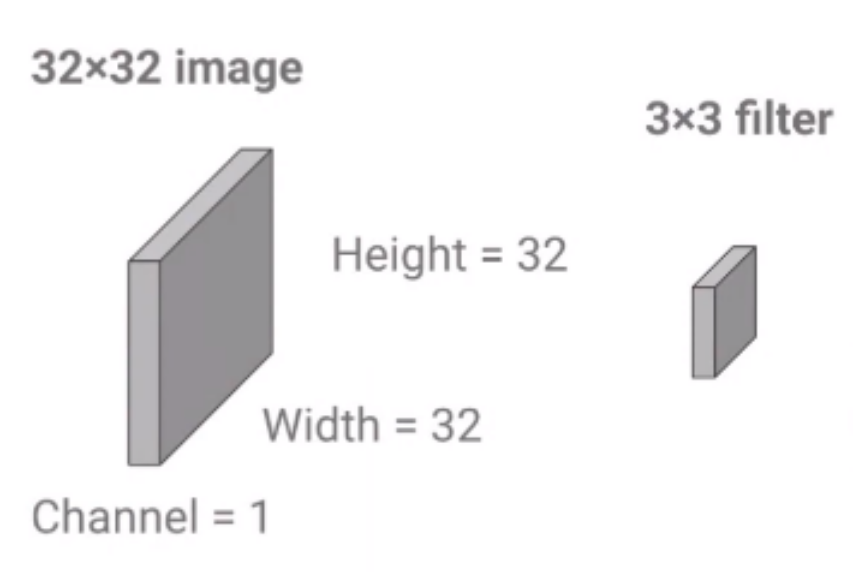 32×32 image
3×3 filter
Height = 32
Width = 32
Channel = 1